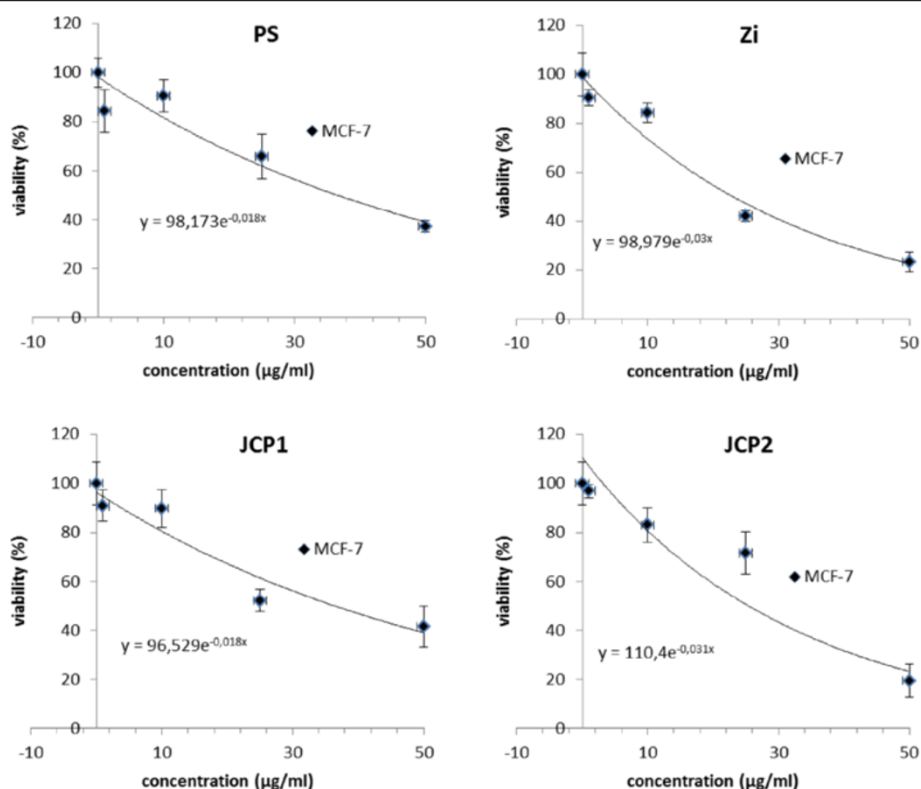 PS
120
100
80
60
40
20
0
viability (%)
MCF-7
y = 98,173e-0,018x
-10 10 30 50
concentration (µg/ml)
Zi
120
100
80
60
40
20
0
viability (%)
MCF-7
y = 98,979e-0,03x
-10 10 30 50
concentration (µg/ml)
JCP1
120
100
80
60
40
20
0
viability (%)
MCF-7
y = 96,529e-0,018x
-10 10 30 50
concentration (µg/ml)
JCP2
120
100
80
60
40
20
0
viability (%)
MCF-7
y = 110,4e-0,031x
-10 10 30 50
concentration (µg/ml)